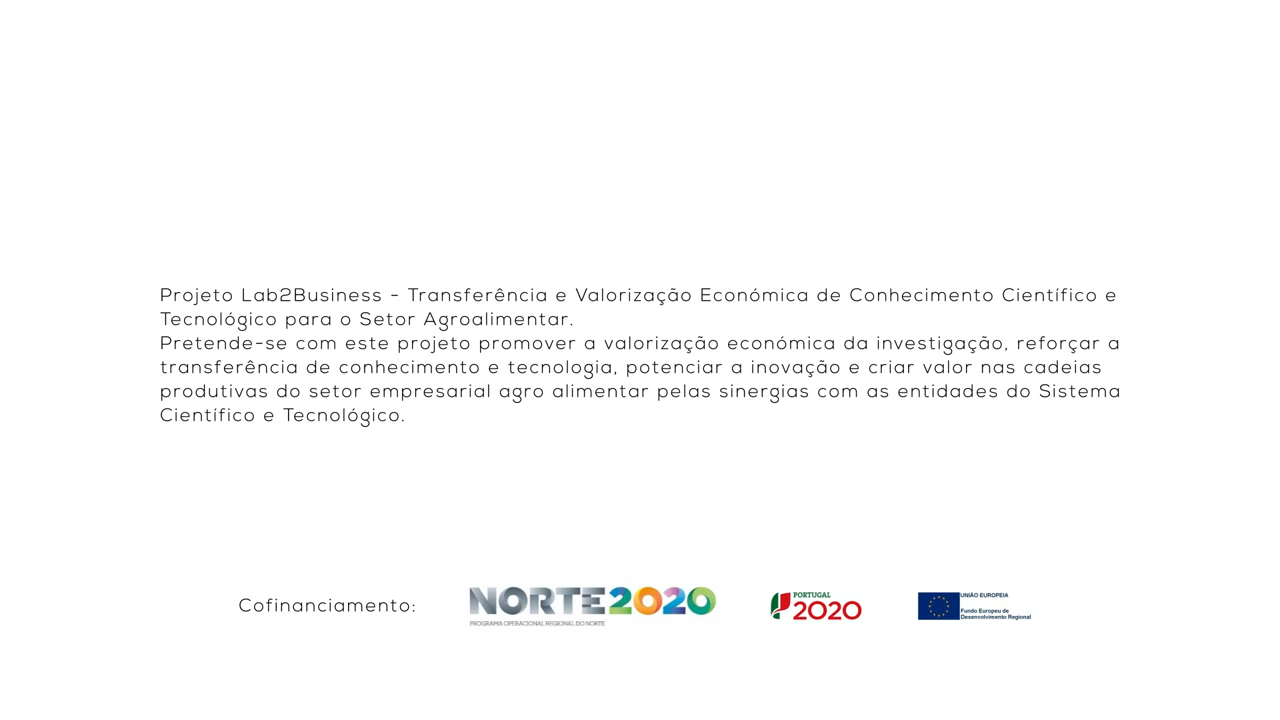 Projeto Lab2Business - Transferência e Valorização Económica de Conhecimento Científico e
Tecnológico para o Setor Agroalimentar.
Pretende-se com este projeto promover a valorização económica da investigação, reforçar a
transferência de conhecimento e tecnologia, potenciar a inovação e criar valor nas cadeias
produtivas do setor empresarial agro alimentar pelas sinergias com as entidades do Sistema
Científico e Tecnológico.
Cofinanciamento:
NORTE2020
PROGRAMA OPERACIONAL REGIONAL DO NORTE
PORTUGAL
2020
UNIÃO EUROPEIA
Fundo Europeu de
Desenvolvimento Regional